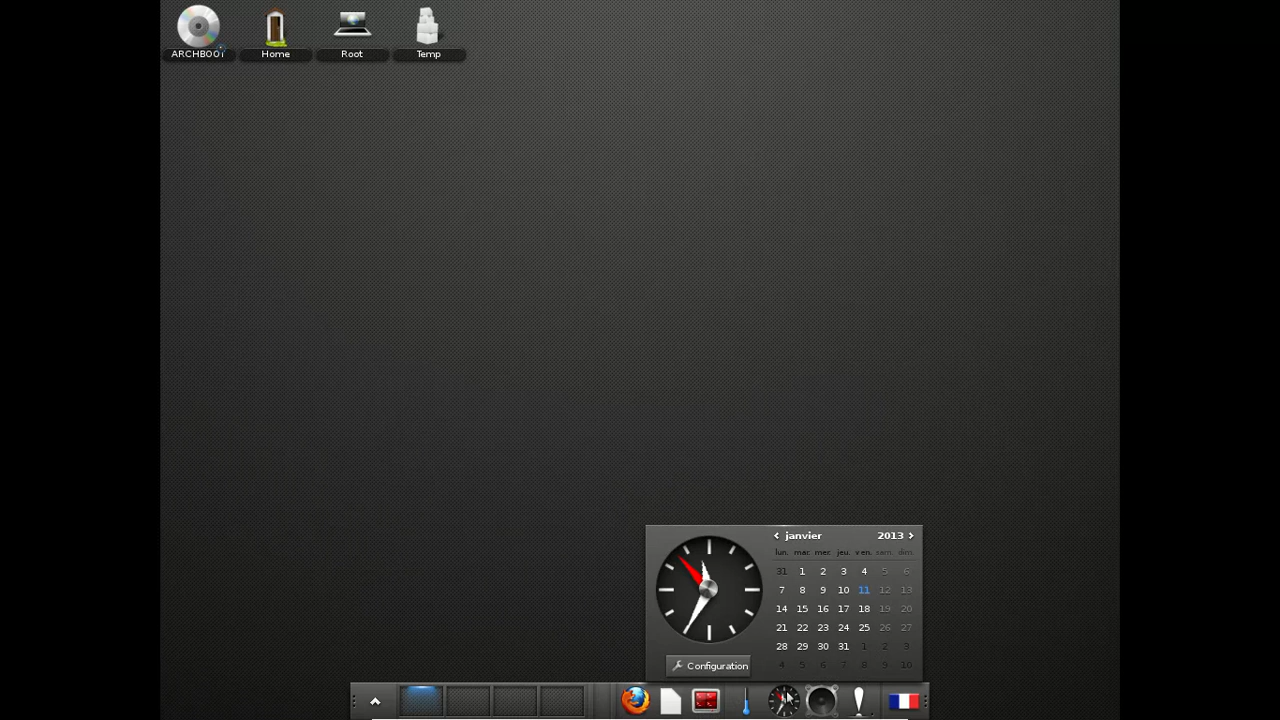 ARCHBOOT Home Root Temp
janvier 2013
lun. mar. mer. jeu. ven. sam. dim.
31 1 2 3 4 5 6
7 8 9 10 11 12 13
14 15 16 17 18 19 20
21 22 23 24 25 26 27
28 29 30 31 1 2 3
4 5 6 7 8 9 10
Configuration